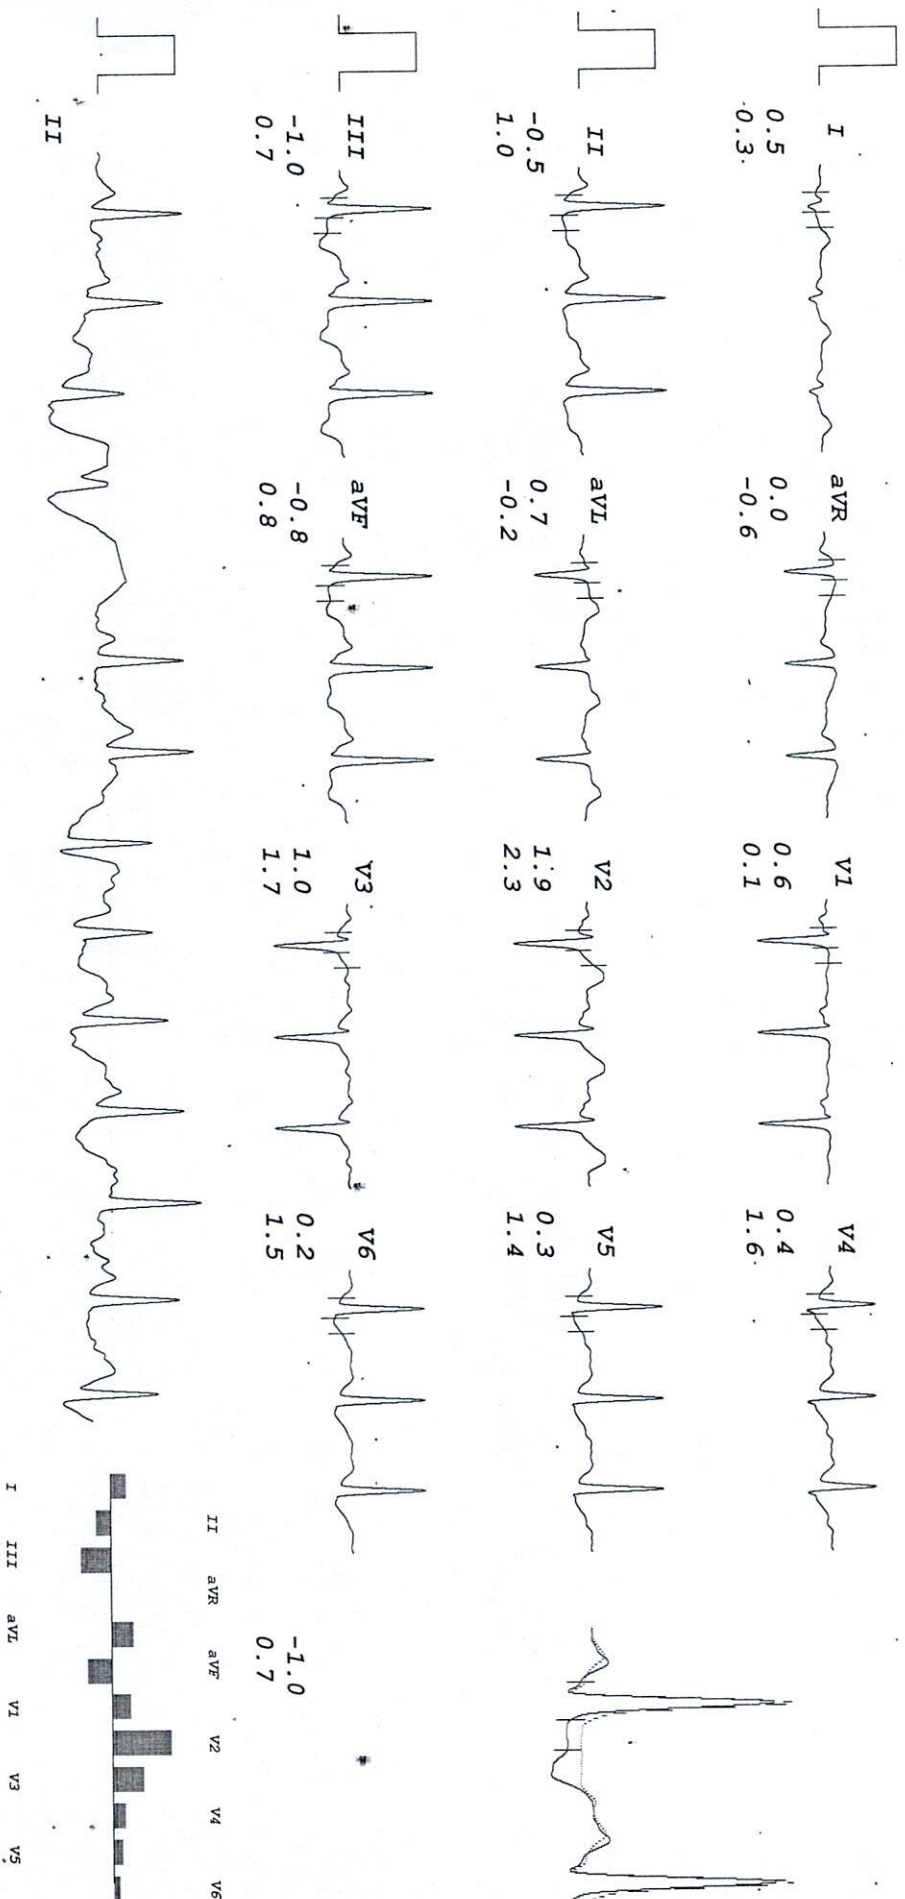 I
0.5
-0.3
aVR
0.0
-0.6
V1
0.6
0.1
V4
0.4
1.6
II
-0.5
1.0
aVL
0.7
-0.2
V2
1.9
2.3
V5
0.3
1.4
III
-1.0
0.7
aVF
-0.8
0.8
V3
1.0
1.7
V6
0.2
1.5
-1.0
0.7
II
II aVR aVF V2 V4 V6
I III aVL V1 V3 V5